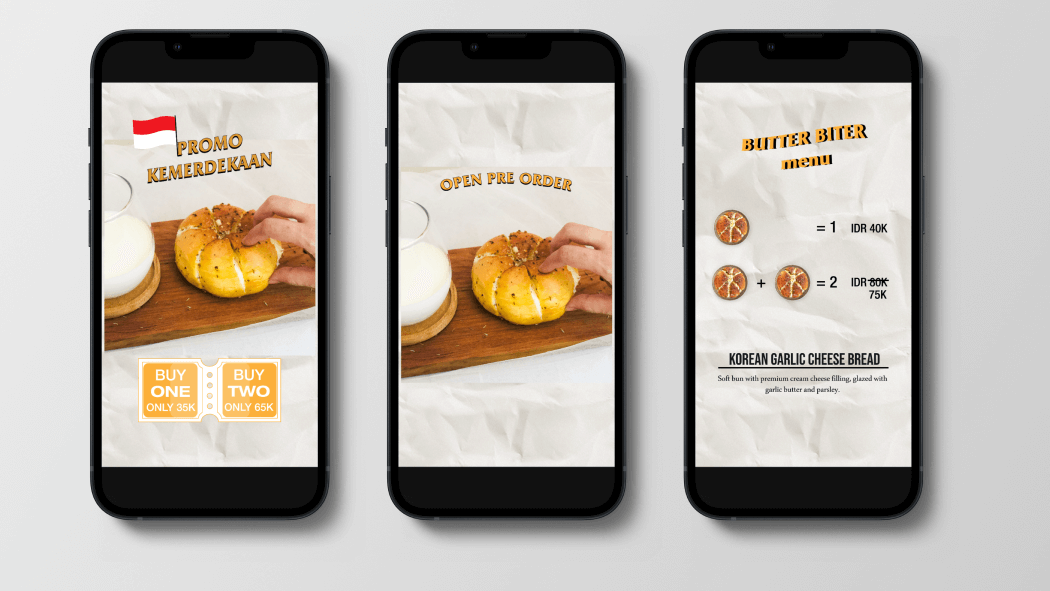 PROMO
KEMERDEKAAN
BUY
ONE
ONLY 35K
BUY
TWO
ONLY 65K
OPEN PRE ORDER
BUTTER BITER
menu
= 1 IDR 40K
+ = 2 IDR 80K
75K
KOREAN GARLIC CHEESE BREAD
Soft bun with premium cream cheese filling, glazed with
garlic butter and parsley.